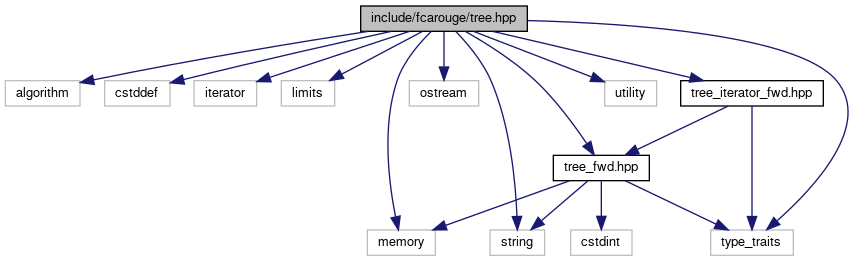 include/fcarouge/tree.hpp
algorithm
cstddef
iterator
limits
ostream
utility
tree_iterator_fwd.hpp
tree_fwd.hpp
memory
string
cstdint
type_traits